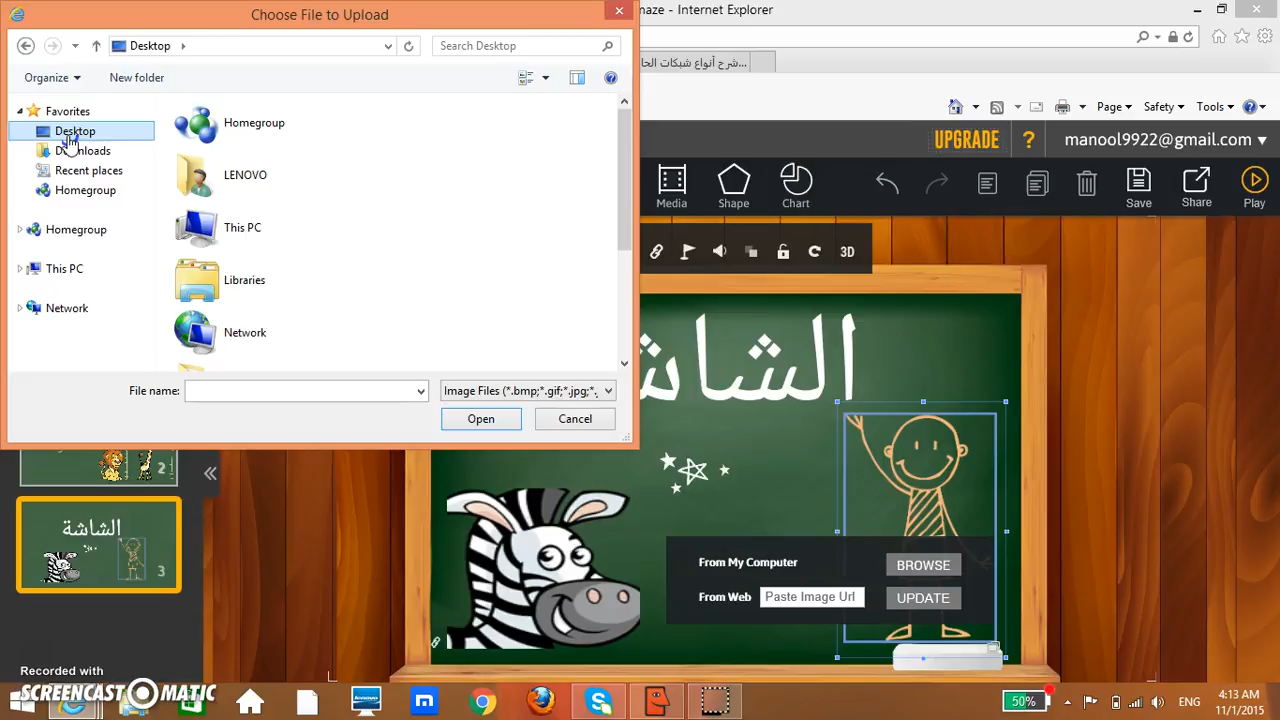 Choose File to Upload
maze - Internet Explorer
Desktop
Search Desktop
شرح أنواع شبكات الحا...
Organize
New folder
Page
Safety
Tools
Favorites
Desktop
Downloads
Recent places
Homegroup
Homegroup
This PC
Network
Homegroup
LENOVO
This PC
Libraries
Network
File name:
Image Files (*.bmp;*.gif;*.jpg;*.
Open
Cancel
UPGRADE
?
manool9922@gmail.com
Media
Shape
Chart
Save
Share
Play
3D
الشاش
From My Computer
BROWSE
From Web
Paste Image Url
UPDATE
2
الشاشة
3
Recorded with
SCREENCAST MATIC
50%
ENG
4:13 AM
11/1/2015